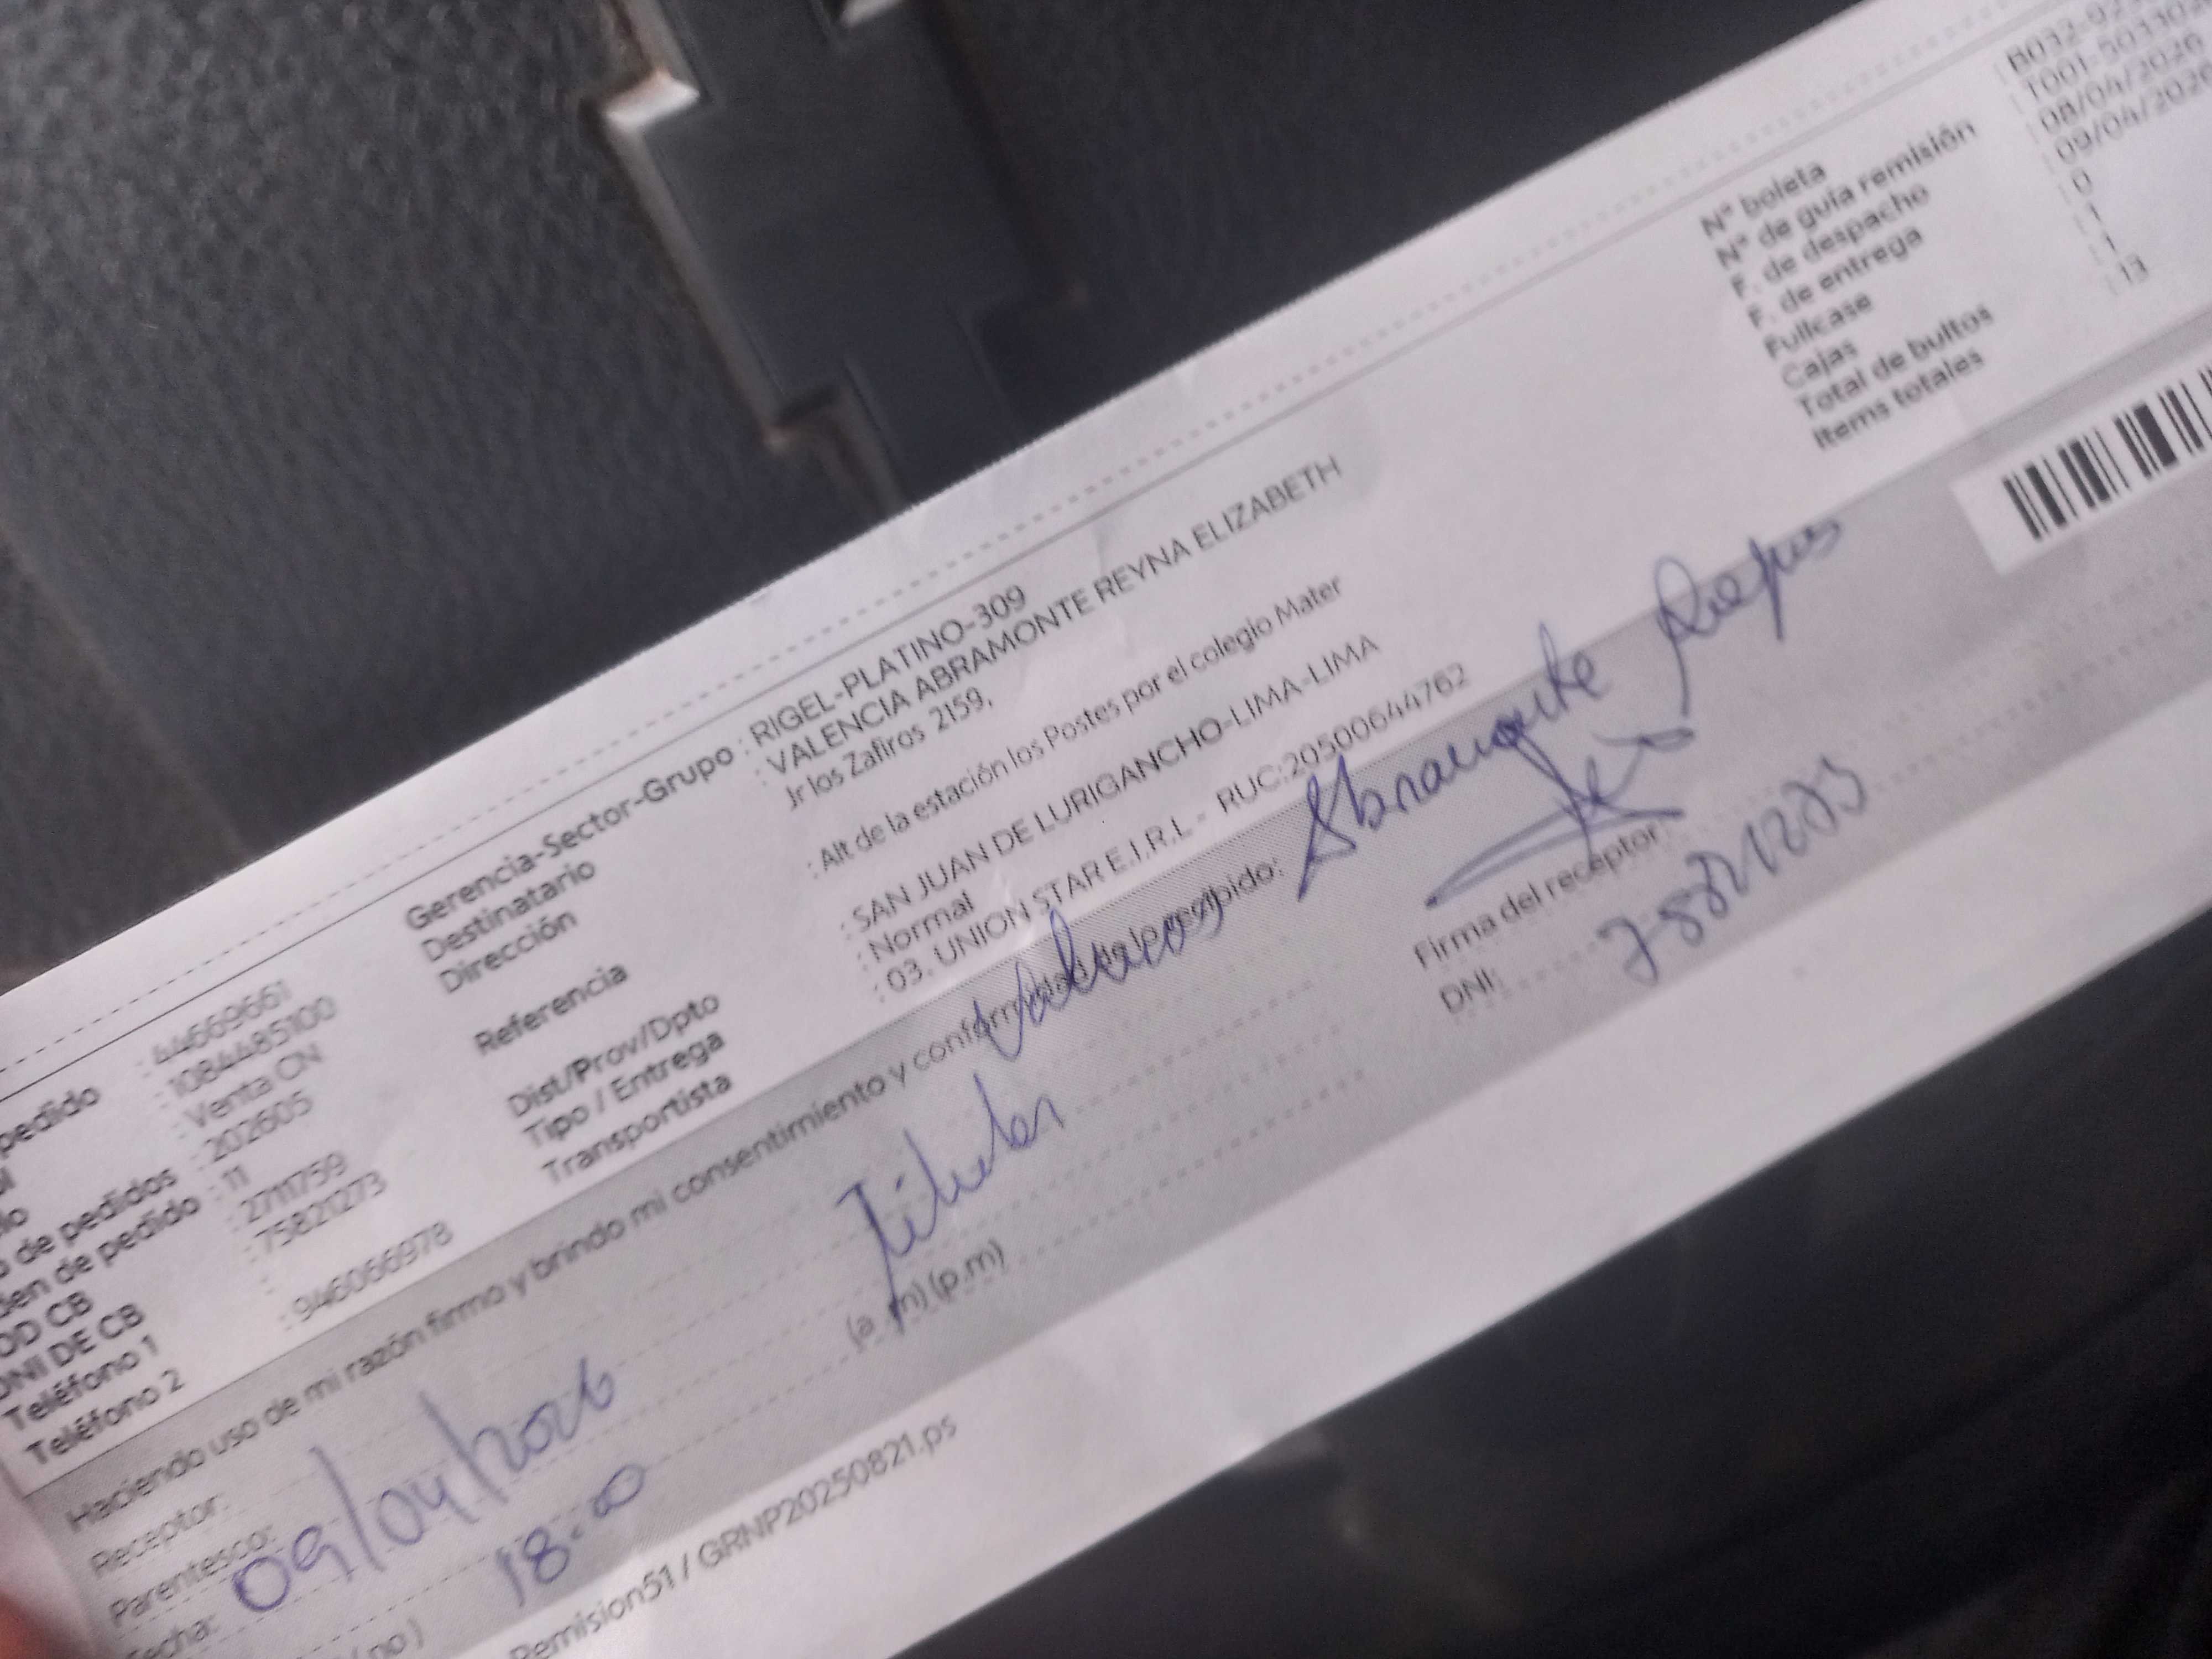 pedido : 44669661
: 1084485100
: Venta CN
de pedidos : 202605
den de pedido : 11
OD CB : 2711759
DNI DE CB : 75821273
Teléfono 1 :
Teléfono 2 : 946066978
Gerencia-Sector-Grupo : RIGEL-PLATINO-309
Destinatario : VALENCIA ABRAMONTE REYNA ELIZABETH
Dirección Jr los Zafiros 2159,
Referencia : Alt de la estación los Postes por el colegio Mater
Dist/Prov/Dpto : SAN JUAN DE LURIGANCHO-LIMA-LIMA
Tipo / Entrega : Normal
Transportista : 03. UNION STAR E.I.R.L - RUC:20500644762
N° boleta
N° de guía remisión
F. de despacho : 08/04/2026
F. de entrega : 09/04/2026
Fullcase : 0
Cajas : 1
Total de bultos : 1
Items totales : 13
Haciendo uso de mi razón firmo y brindo mi consentimiento y conformidad de lo recibido:
Receptor: Abramonte
Parentesco: Titular
Fecha: 09/04/2026
18:00 (a.m) (p.m)
Firma del receptor:
DNI:
Remision51 / GRNP20250821.ps